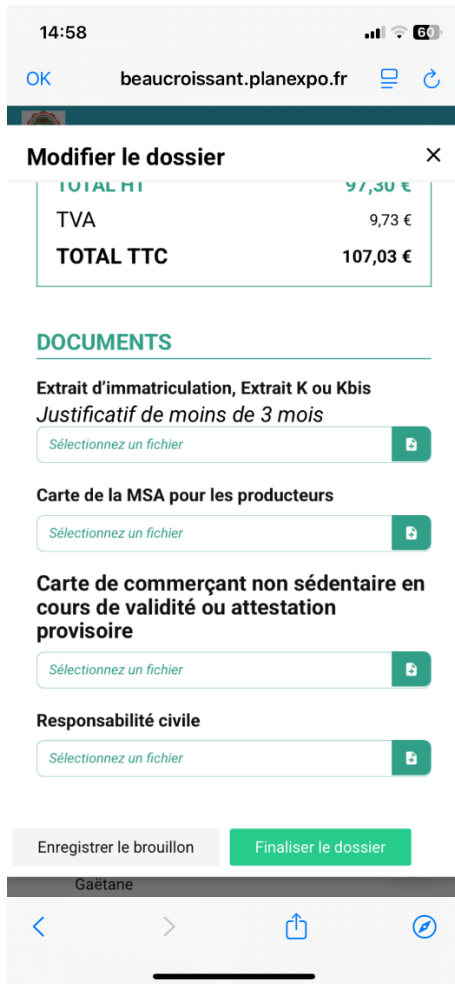 14:58
60
OK beaucroissant.planexpo.fr
Modifier le dossier
TOTAL HT 97,30 €
TVA 9,73 €
TOTAL TTC 107,03 €
DOCUMENTS
Extrait d’immatriculation, Extrait K ou Kbis
Justificatif de moins de 3 mois
Sélectionnez un fichier
Carte de la MSA pour les producteurs
Sélectionnez un fichier
Carte de commerçant non sédentaire en
cours de validité ou attestation
provisoire
Sélectionnez un fichier
Responsabilité civile
Sélectionnez un fichier
Enregistrer le brouillon Finaliser le dossier
Gaëtane